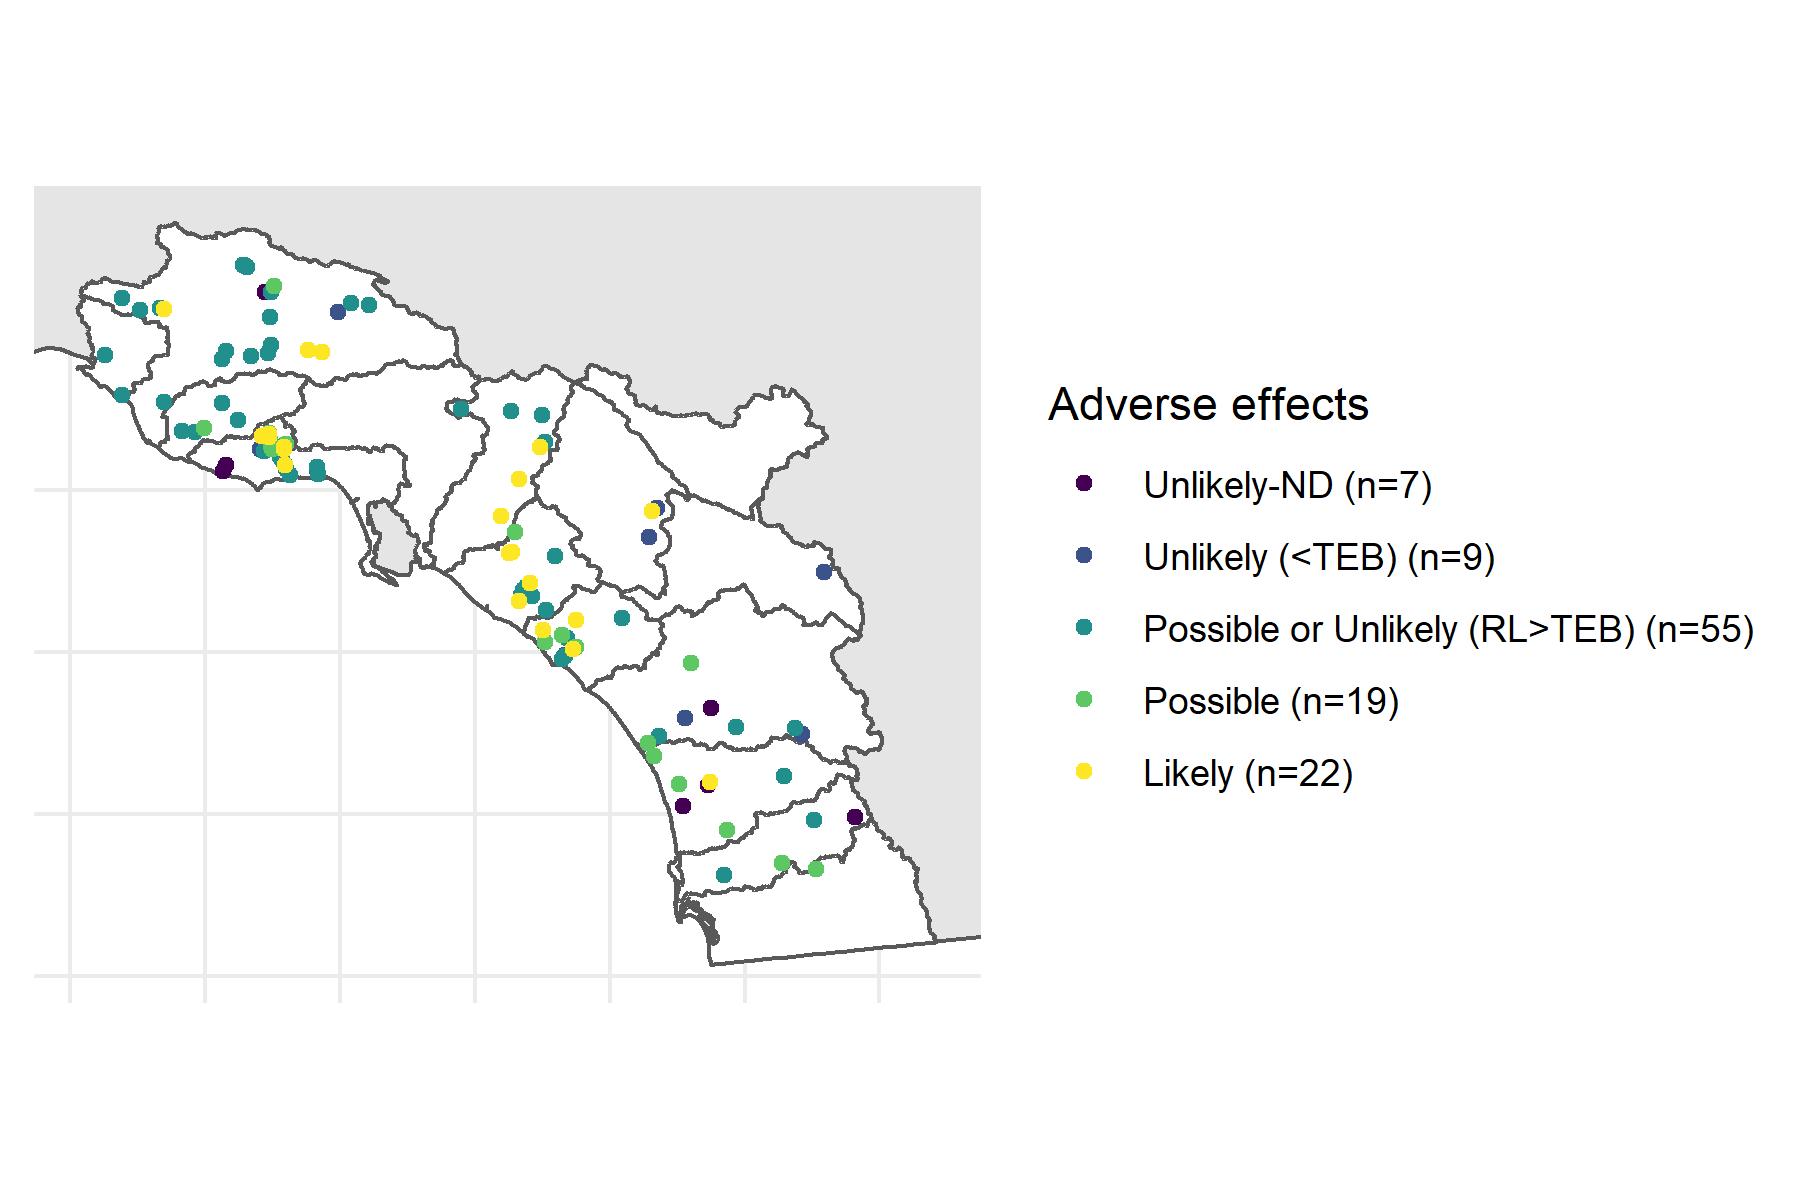 Adverse effects
Unlikely-ND (n=7)
Unlikely (<TEB) (n=9)
Possible or Unlikely (RL>TEB) (n=55)
Possible (n=19)
Likely (n=22)